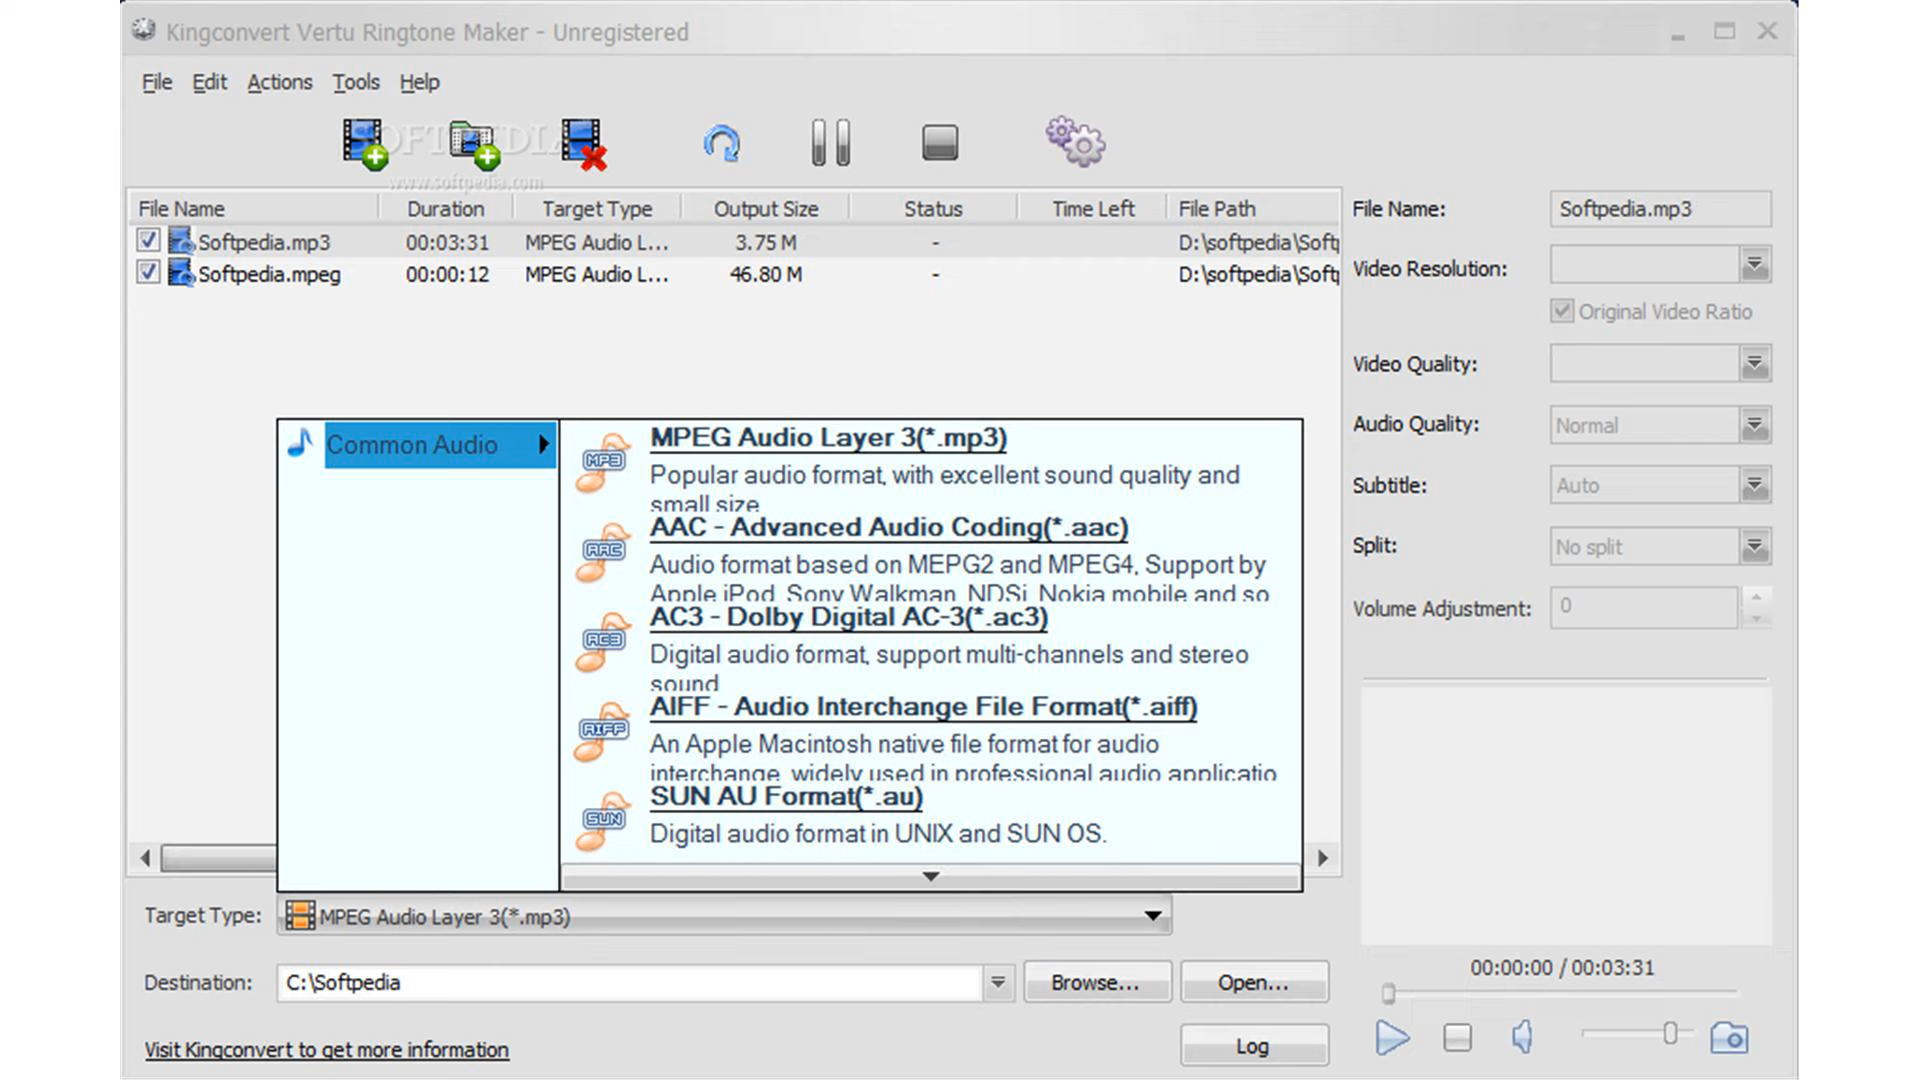 Kingconvert Vertu Ringtone Maker - Unregistered
File Edit Actions Tools Help
SOFTPEDIA
www.softpedia.com
File Name Duration Target Type Output Size Status Time Left File Path
Softpedia.mp3 00:03:31 MPEG Audio L... 3.75 M - D:\softpedia\Soft
Softpedia.mpeg 00:00:12 MPEG Audio L... 46.80 M - D:\softpedia\Soft
File Name: Softpedia.mp3
Video Resolution:
Original Video Ratio
Video Quality:
Audio Quality: Normal
Subtitle: Auto
Split: No split
Volume Adjustment: 0
Common Audio
MP3
MPEG Audio Layer 3(*.mp3)
Popular audio format, with excellent sound quality and
small size
AAC
AAC - Advanced Audio Coding(*.aac)
Audio format based on MEPG2 and MPEG4, Support by
Apple iPod, Sony Walkman, NDSi, Nokia mobile and so
AC3
AC3 - Dolby Digital AC-3(*.ac3)
Digital audio format, support multi-channels and stereo
sound
AIFF
AIFF - Audio Interchange File Format(*.aiff)
An Apple Macintosh native file format for audio
interchange, widely used in professional audio applicatio
SUN
SUN AU Format(*.au)
Digital audio format in UNIX and SUN OS.
Target Type: MPEG Audio Layer 3(*.mp3)
Destination: C:\Softpedia Browse... Open...
00:00:00 / 00:03:31
Visit Kingconvert to get more information
Log